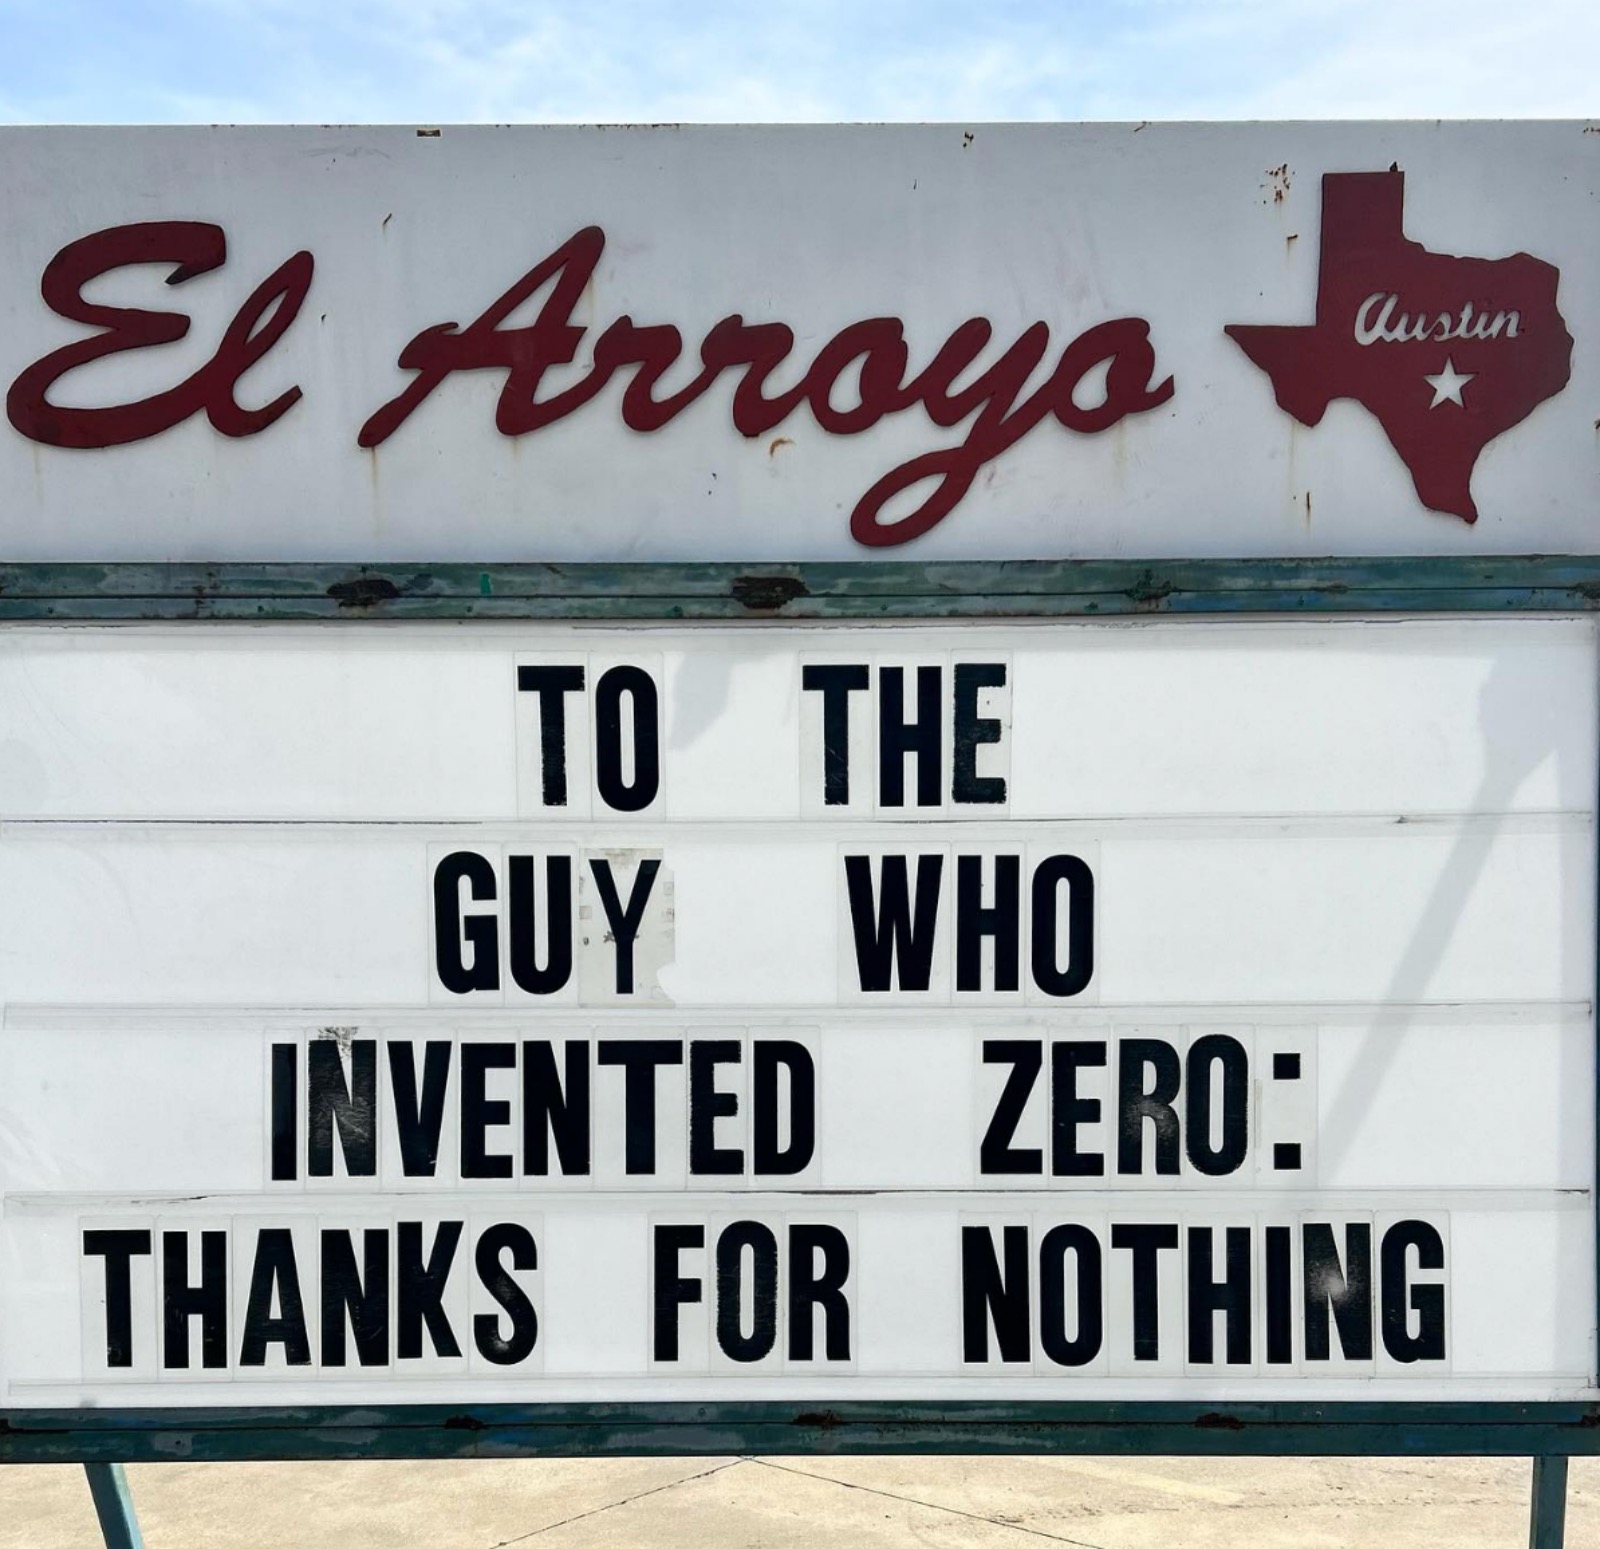 El Arroyo
Austin
TO THE
GUY WHO
INVENTED ZERO:
THANKS FOR NOTHING